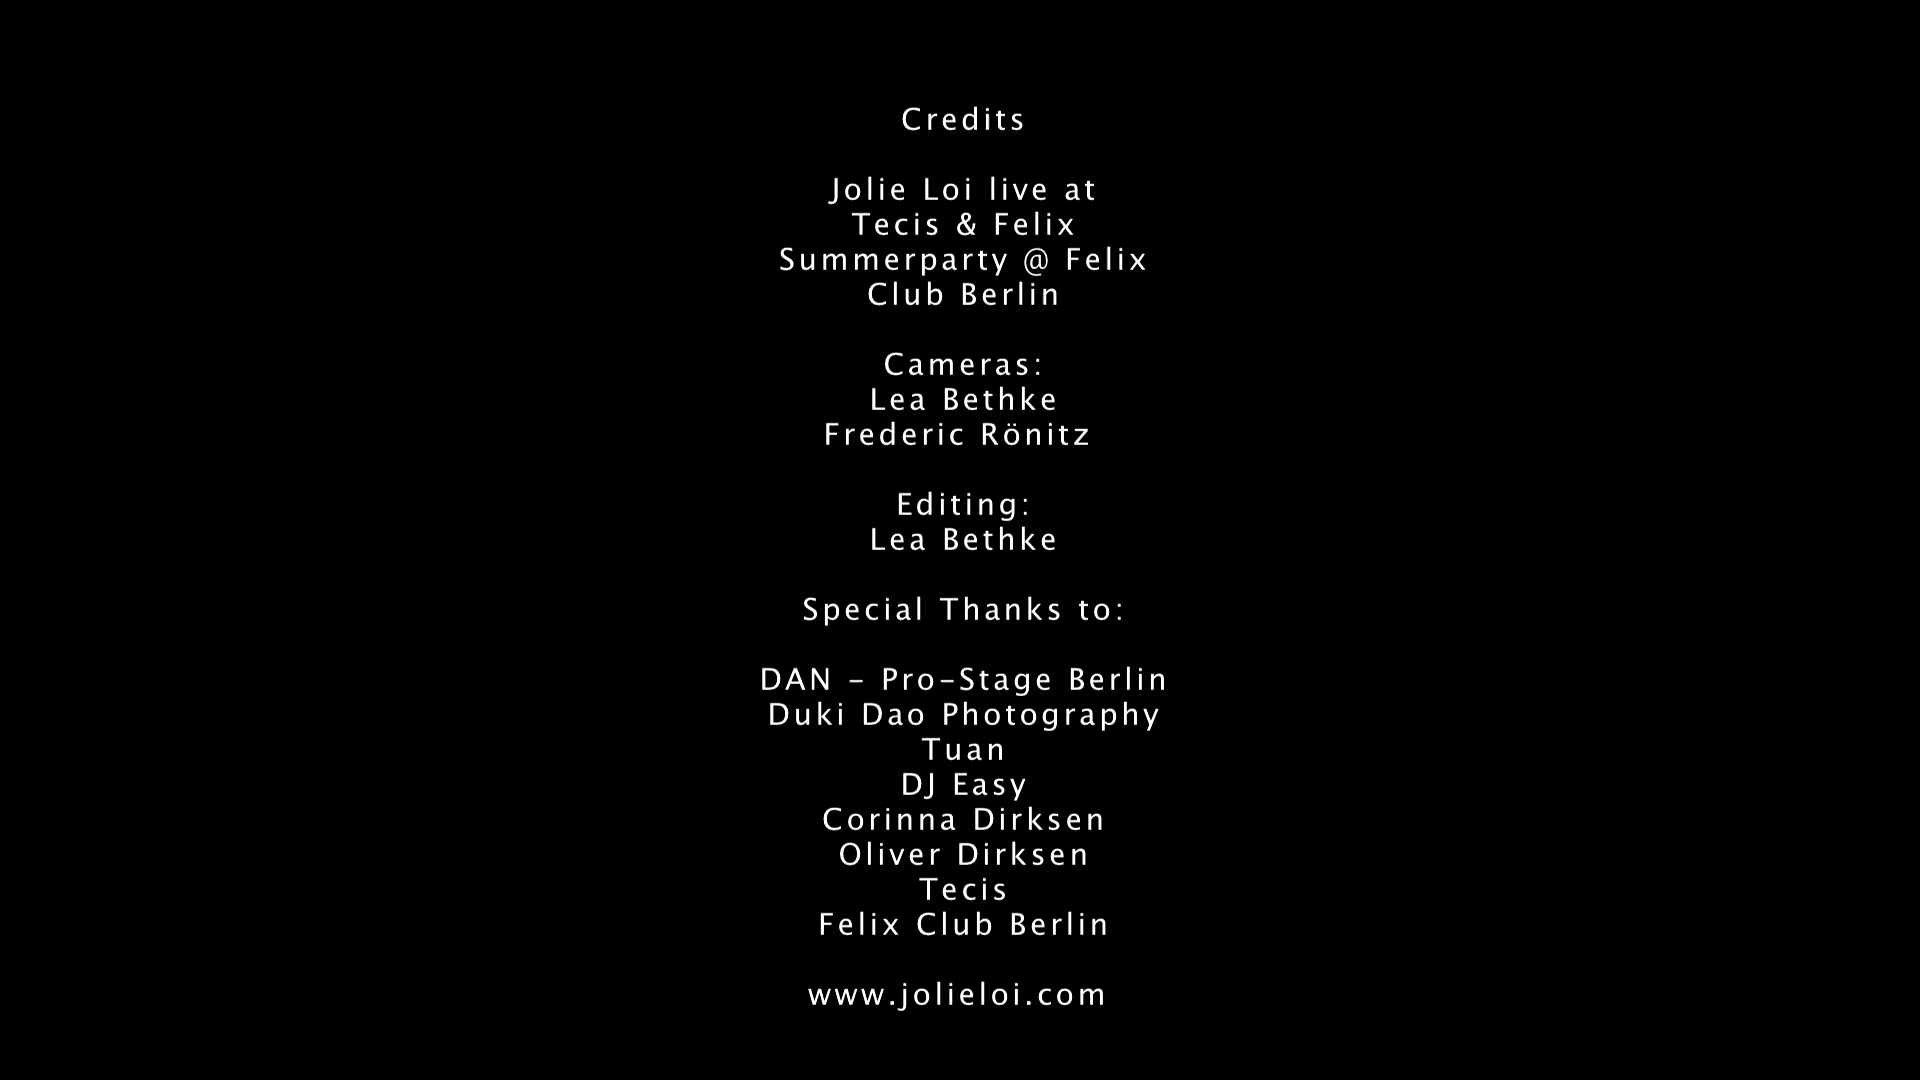 Credits
Jolie Loi live at
Tecis & Felix
Summerparty @ Felix
Club Berlin
Cameras:
Lea Bethke
Frederic Rönitz
Editing:
Lea Bethke
Special Thanks to:
DAN - Pro-Stage Berlin
Duki Dao Photography
Tuan
DJ Easy
Corinna Dirksen
Oliver Dirksen
Tecis
Felix Club Berlin
www.jolieloi.com